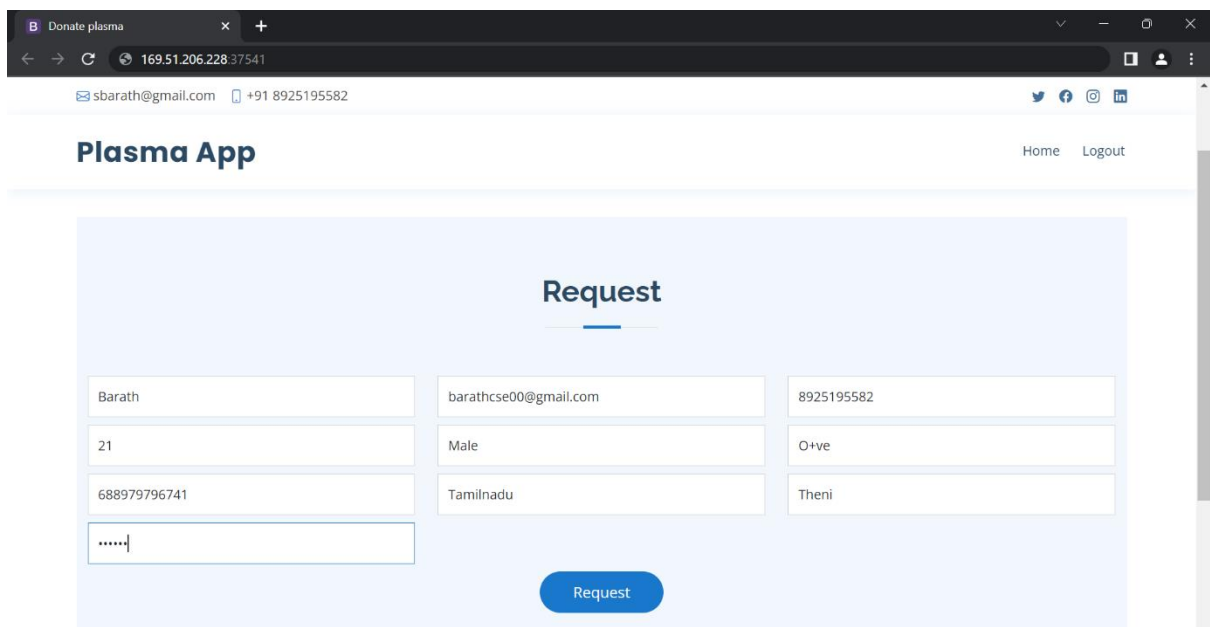 B Donate plasma
169.51.206.228:37541
sbarath@gmail.com +91 8925195582
Plasma App
Home Logout
Request
Barath barathcse00@gmail.com 8925195582
21 Male O+ve
688979796741 Tamilnadu Theni
••••••
Request